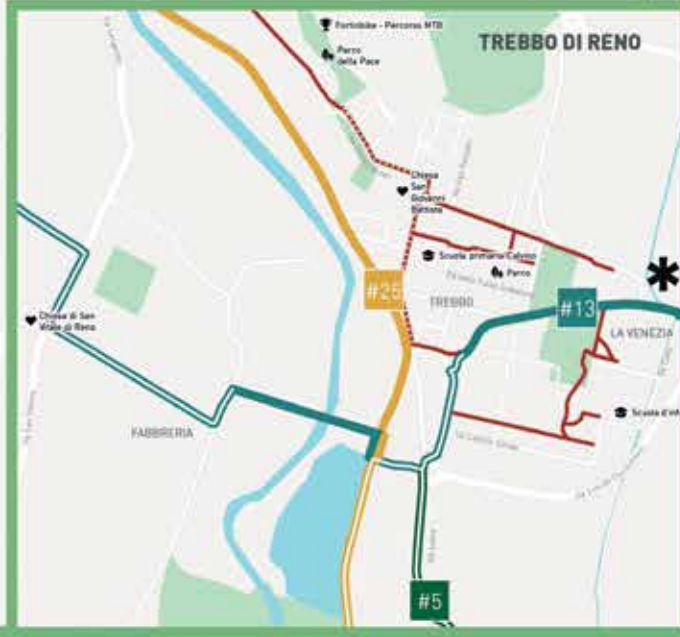 Fortobike - Percorso MTB
TREBBO DI RENO
Parco
della Pace
Chiesa
San
Giovanni
Battista
Scuola primaria Calvino
Parco
#25
TREBBO
#13
LA VENEZIA
Chiesa di San
Vitale di Reno
Scuola d'inf
FABBRERIA
#5